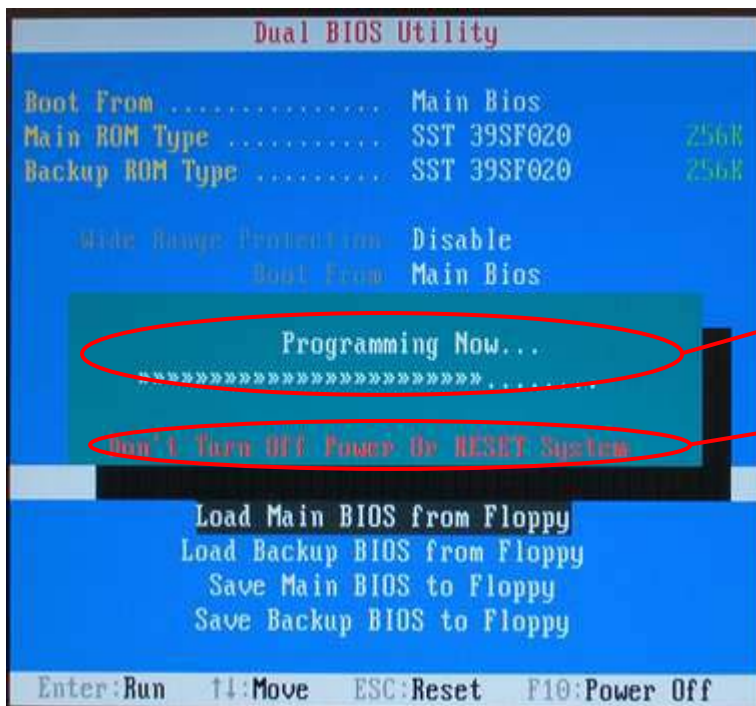 Dual BIOS Utility
Boot From ............... Main Bios
Main ROM Type ........... SST 39SF020 256K
Backup ROM Type ......... SST 39SF020 256K
Wide Range Protection Disable
Boot From Main Bios
Programming Now...
»»»»»»»»»»»»»»»»»»»»»»»»........
Don't Turn Off Power Or RESET System
Load Main BIOS from Floppy
Load Backup BIOS from Floppy
Save Main BIOS to Floppy
Save Backup BIOS to Floppy
Enter:Run ↑↓:Move ESC:Reset F10:Power Off